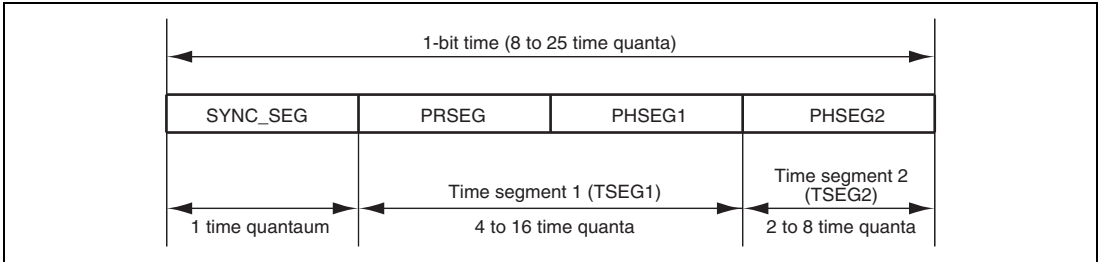 1-bit time (8 to 25 time quanta)
SYNC_SEG PRSEG PHSEG1 PHSEG2
Time segment 1 (TSEG1)
Time segment 2
(TSEG2)
1 time quantaum 4 to 16 time quanta 2 to 8 time quanta